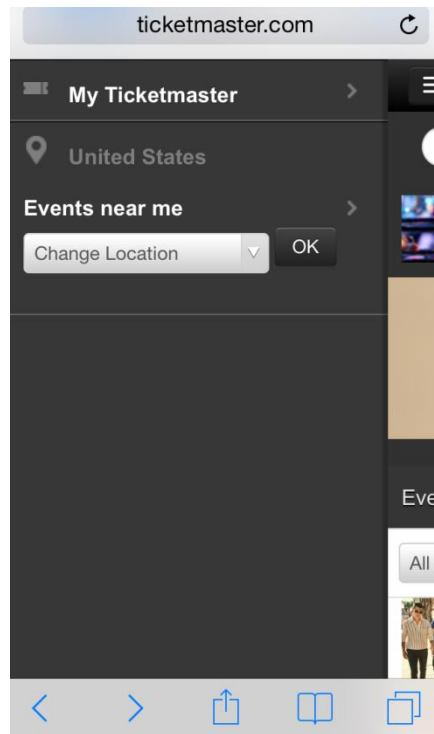 ticketmaster.com
My Ticketmaster
United States
Events near me
Change Location
OK
Eve
All